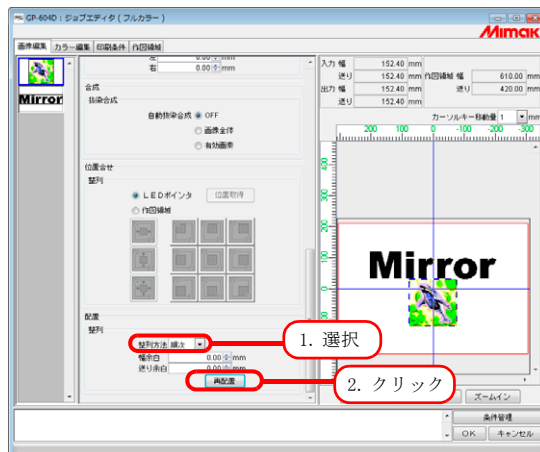 GP-604D：ジョブエディタ(フルカラー)
Mimaki
画像編集 カラー編集 印刷条件 作図領域
Mirror
左 0.00 mm
右 0.00 mm
合成
抜染合成
自動抜染合成 OFF
画像全体
有効画素
位置合せ
整列
LEDポインタ 位置取得
作図領域
配置
整列
整列方法 順次
幅余白 0.00 mm
送り余白 0.00 mm
再配置
入力 幅 152.40 mm
送り 152.40 mm 作図領域 幅 610.00 mm
出力 幅 152.40 mm 送り 420.00 mm
送り 152.40 mm
カーソルキー移動量 1 mm
200 100 0 -100 -200 -300
Mirror
1. 選択
2. クリック
ズームイン
条件管理
OK キャンセル